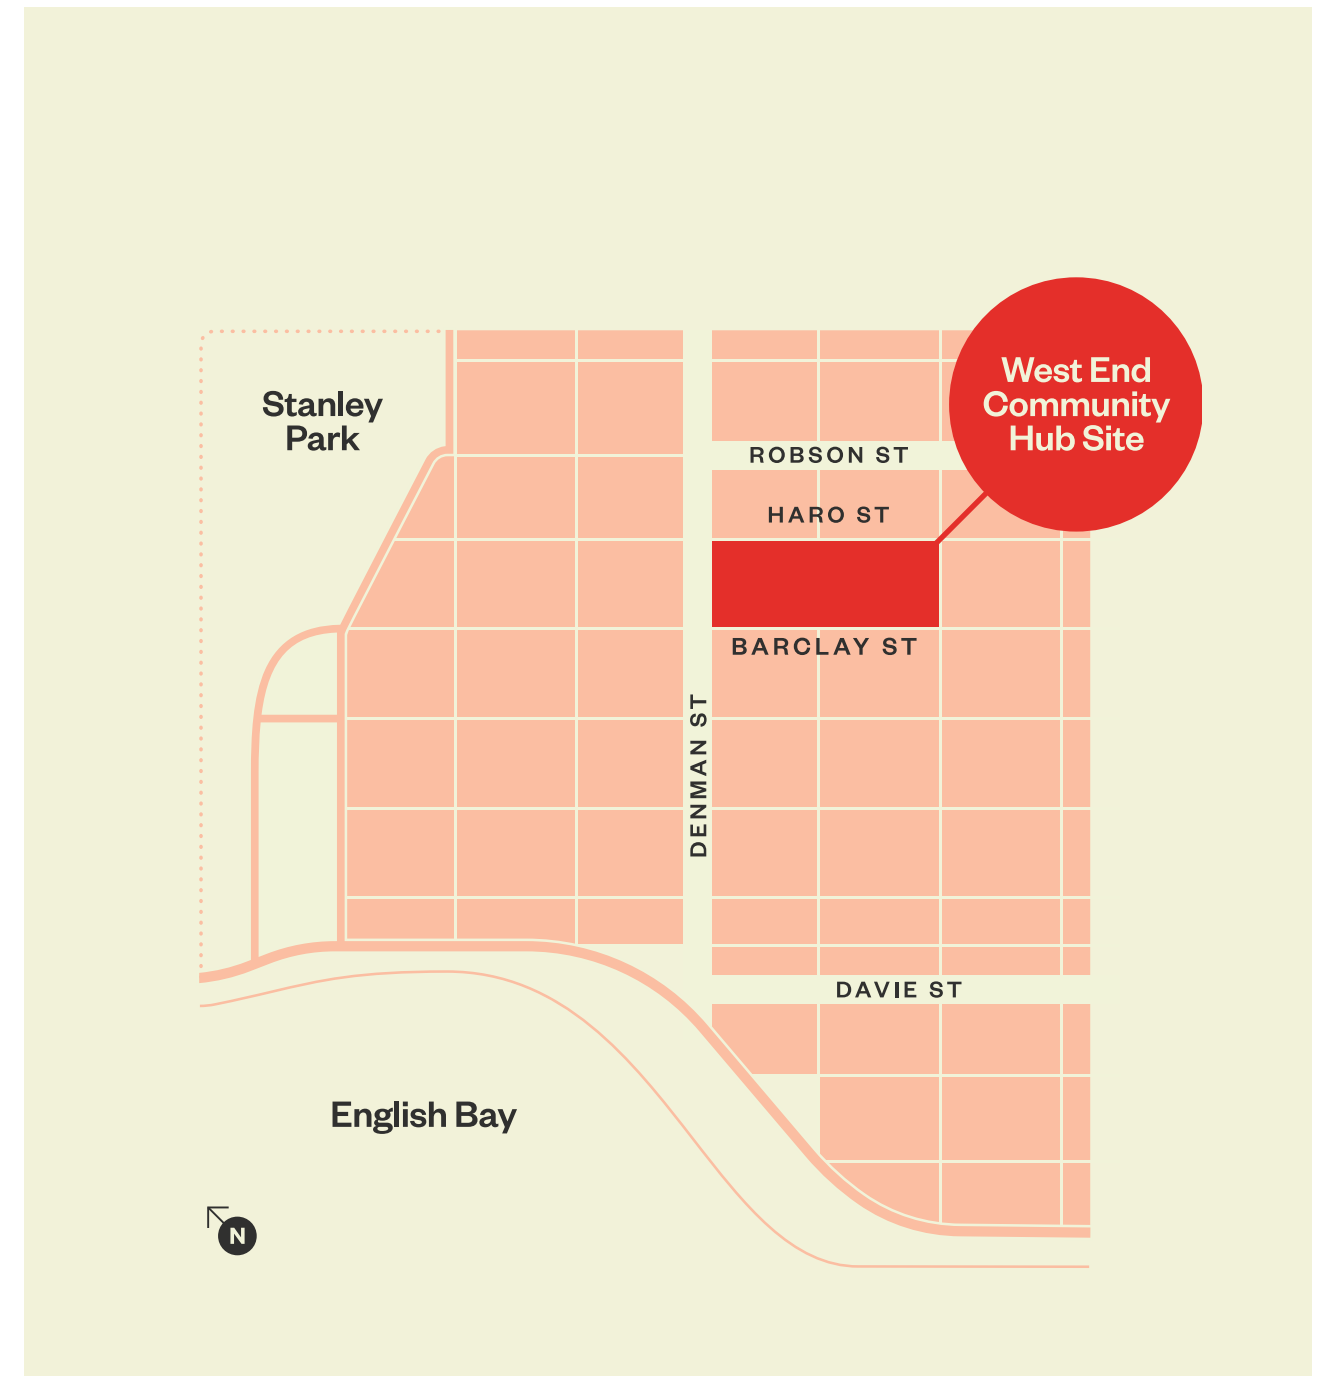 Stanley
Park
West End
Community
Hub Site
ROBSON ST
HARO ST
BARCLAY ST
DENMAN ST
DAVIE ST
English Bay
N